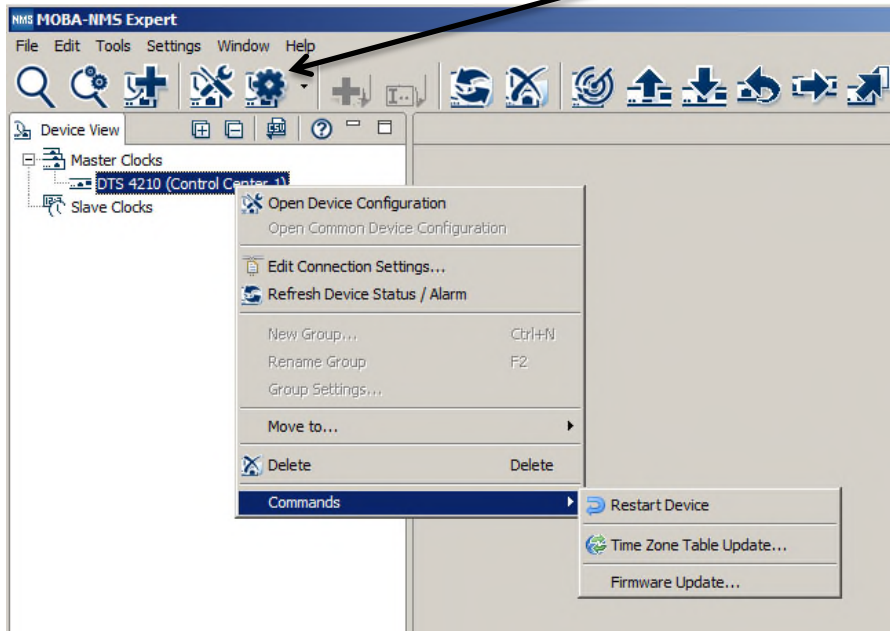 NMS MOBA-NMS Expert
File Edit Tools Settings Window Help
I...
Device View
CSV
?
Master Clocks
DTS 4210 (Control Center 1)
Slave Clocks
Open Device Configuration
Open Common Device Configuration
Edit Connection Settings...
Refresh Device Status / Alarm
New Group... Ctrl+N
Rename Group F2
Group Settings...
Move to...
Delete Delete
Commands
Restart Device
Time Zone Table Update...
Firmware Update...